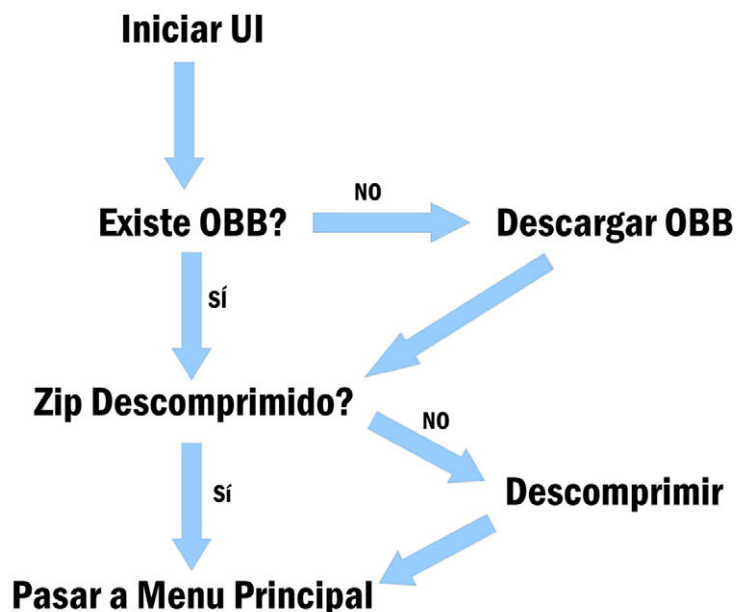 Iniciar UI
NO
Existe OBB?
Descargar OBB
SÍ
Zip Descomprimido?
NO
Sí
Descomprimir
Pasar a Menu Principal